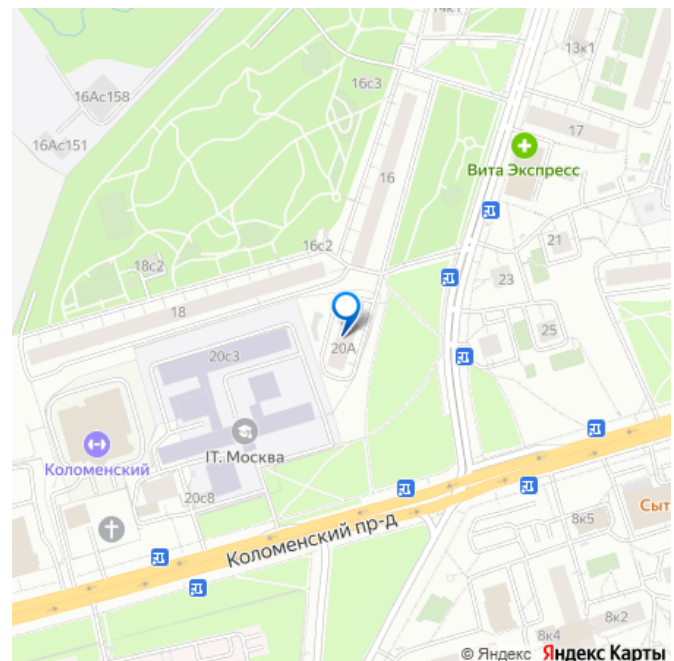 14к1
16Ас158
16с3
13к1
17
16Ас151
Вита Экспресс
16
16с2
21
18с2
23
18
25
20А
20с3
IT. Москва
Коломенский
20с8
Сыт
8к5
Коломенский пр-д
8к2
8к4
© Яндекс Яндекс Карты